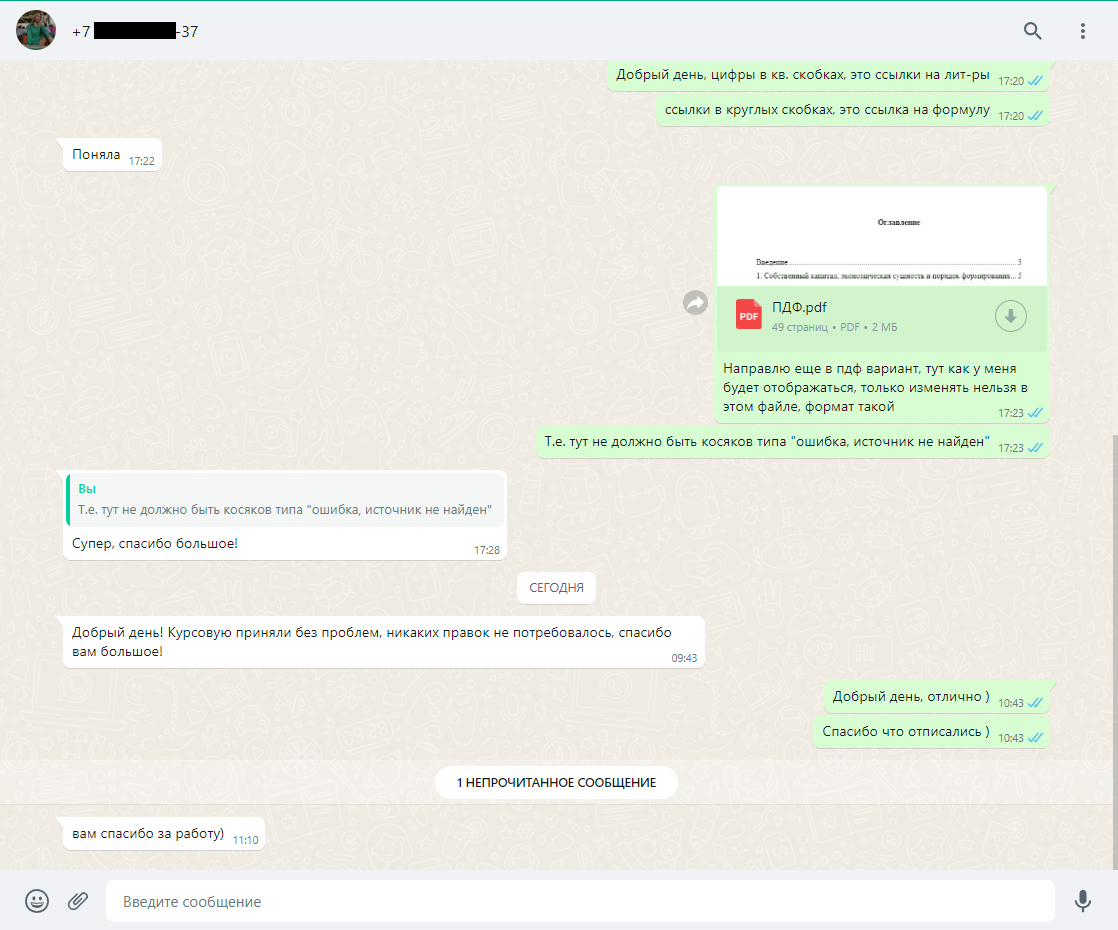 +7 -37
Добрый день, цифры в кв. скобках, это ссылки на лит-ры 17:20
ссылки в круглых скобках, это ссылка на формулу 17:20
Поняла 17:22
Оглавление
Введение 3
1. Собственный капитал: экономическая сущность и порядок формирования... 5
PDF
ПДФ.pdf
49 страниц • PDF • 2 МБ
Направлю еще в пдф вариант, тут как у меня
будет отображаться, только изменять нельзя в
этом файле, формат такой 17:23
Т.е. тут не должно быть косяков типа "ошибка, источник не найден" 17:23
Вы
Т.е. тут не должно быть косяков типа "ошибка, источник не найден"
Супер, спасибо большое! 17:28
СЕГОДНЯ
Добрый день! Курсовую приняли без проблем, никаких правок не потребовалось, спасибо
вам большое! 09:43
Добрый день, отлично ) 10:43
Спасибо что отписались ) 10:43
1 НЕПРОЧИТАННОЕ СООБЩЕНИЕ
вам спасибо за работу) 11:10
Введите сообщение